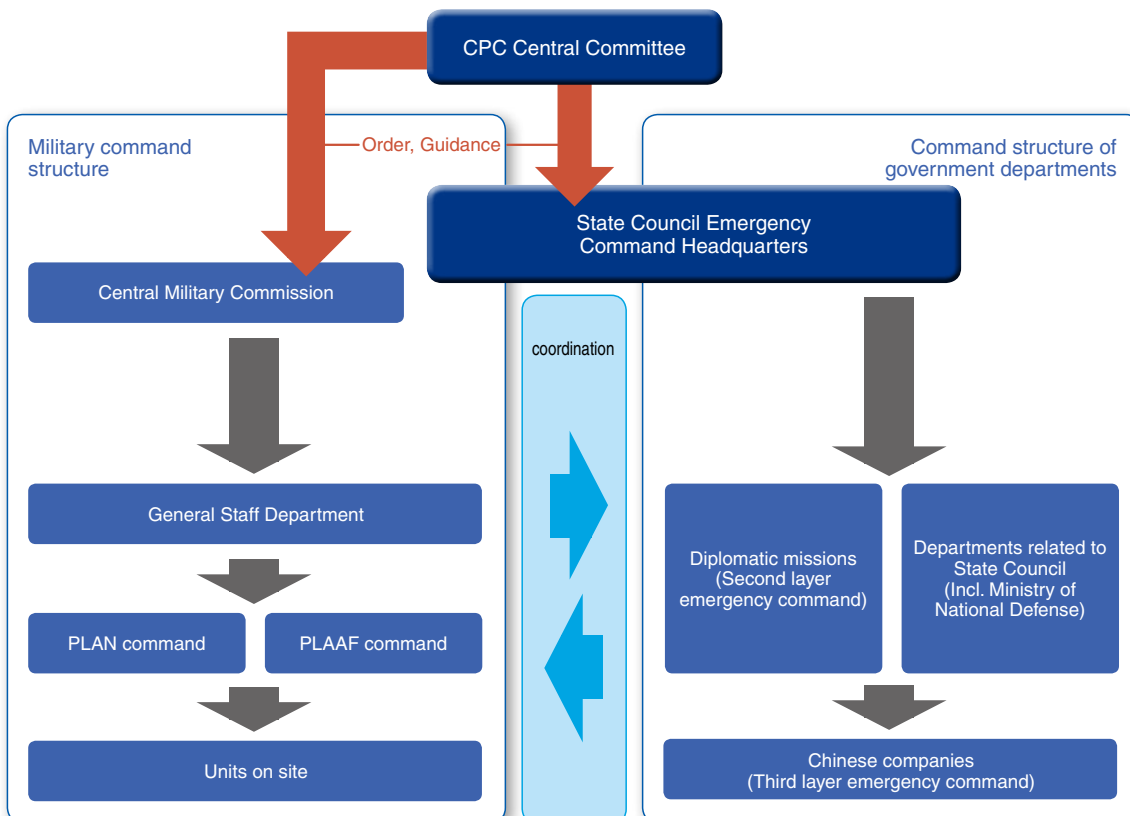 CPC Central Committee
Military command
structure
Order, Guidance
Command structure of
government departments
State Council Emergency
Command Headquarters
Central Military Commission
coordination
General Staff Department
Diplomatic missions
(Second layer
emergency command)
Departments related to
State Council
(Incl. Ministry of
National Defense)
PLAN command
PLAAF command
Units on site
Chinese companies
(Third layer emergency command)